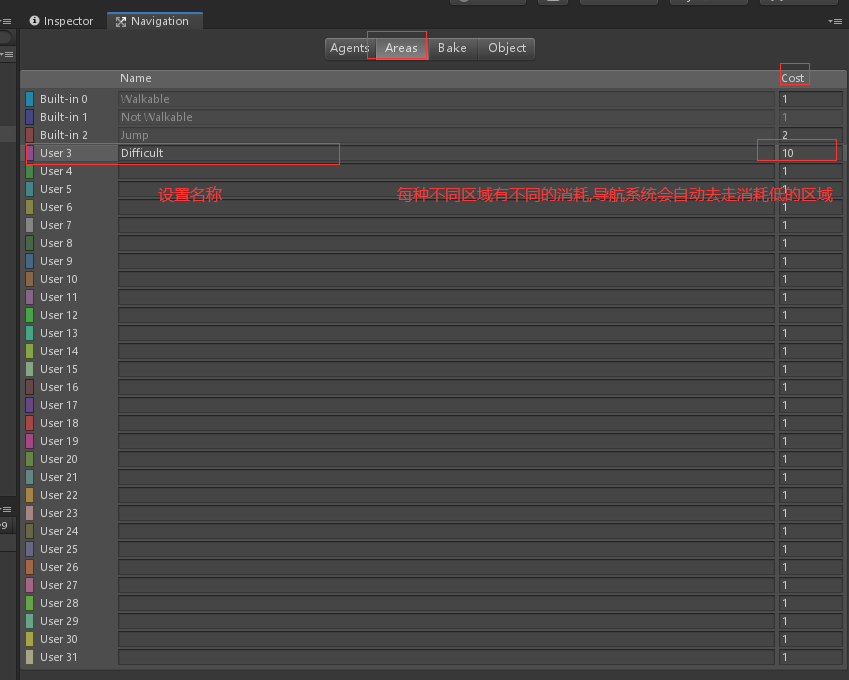 Inspector Navigation
Agents Areas Bake Object
Name Cost
Built-in 0 Walkable 1
Built-in 1 Not Walkable 1
Built-in 2 Jump 2
User 3 Difficult 10
User 4 1
User 5 1
设置名称 每种不同区域有不同的消耗,导航系统会自动去走消耗低的区域
User 6 1
User 7 1
User 8 1
User 9 1
User 10 1
User 11 1
User 12 1
User 13 1
User 14 1
User 15 1
User 16 1
User 17 1
User 18 1
User 19 1
User 20 1
User 21 1
User 22 1
User 23 1
User 24 1
User 25 1
User 26 1
User 27 1
User 28 1
User 29 1
User 30 1
User 31 1